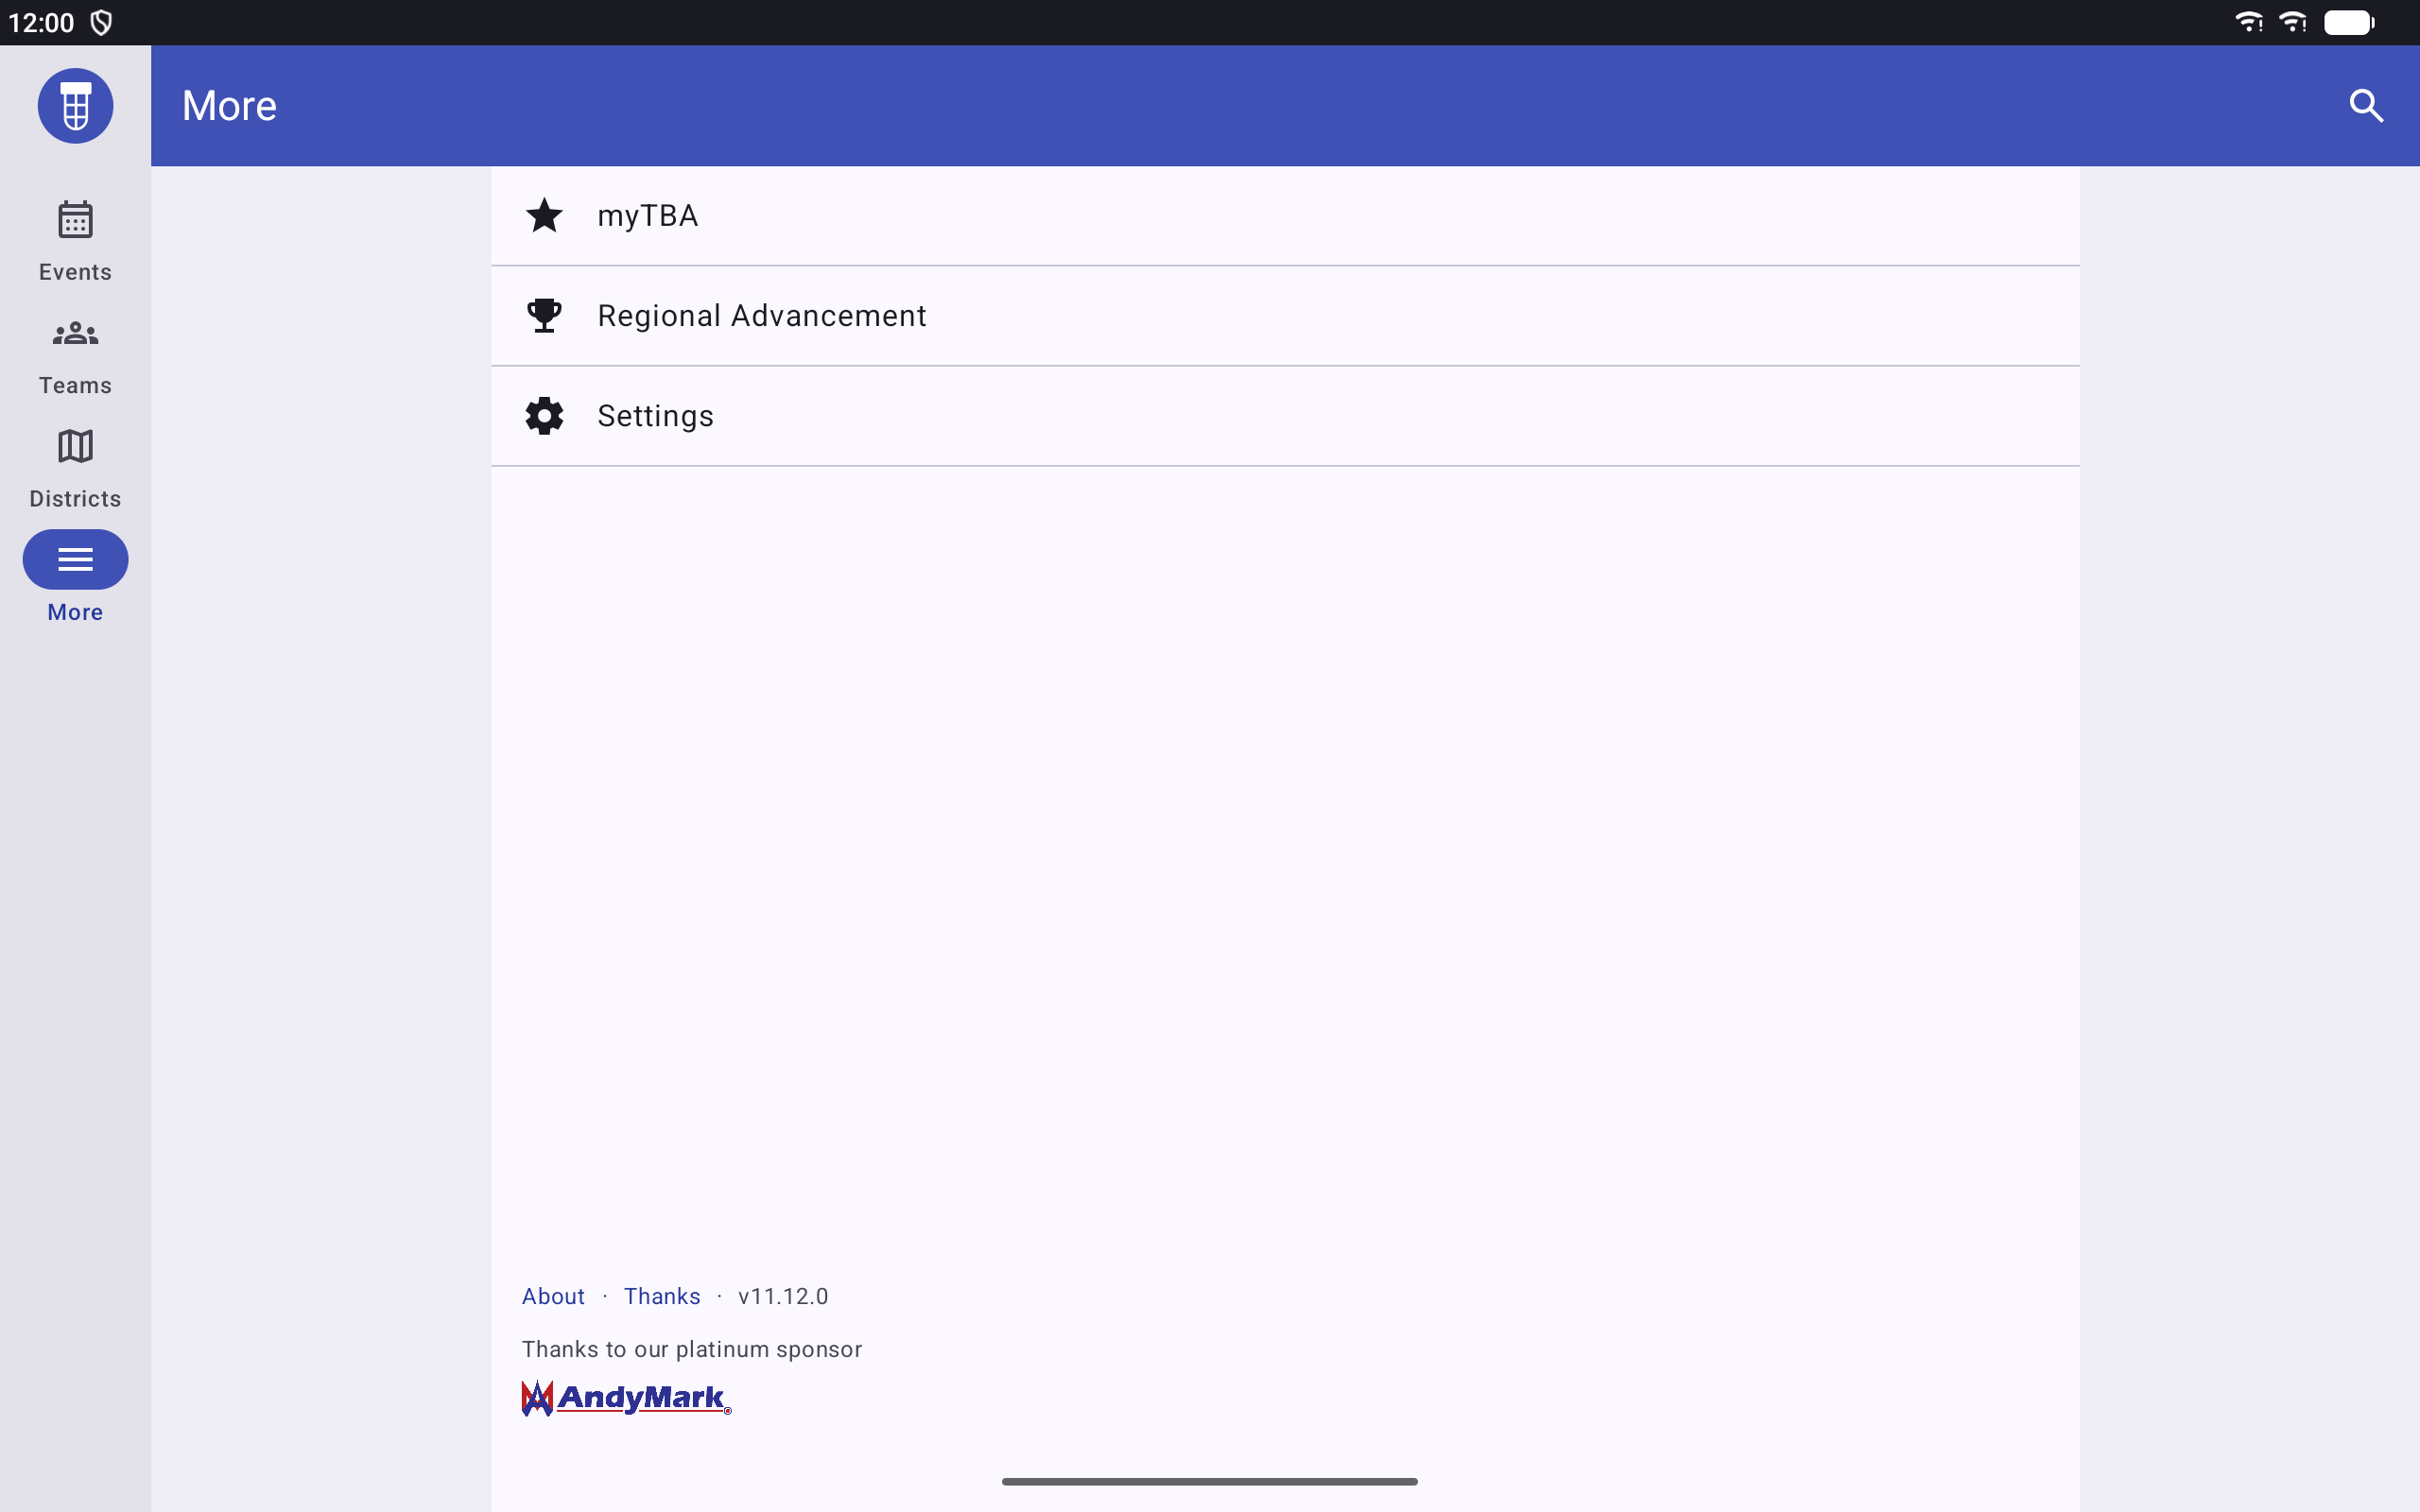 12:00
More
Events
Teams
Districts
More
myTBA
Regional Advancement
Settings
About · Thanks · v11.12.0
Thanks to our platinum sponsor
AndyMark®